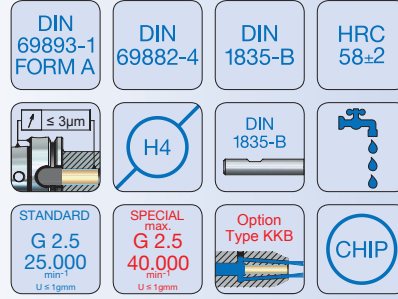 DIN
69893-1
FORM A
DIN
69882-4
DIN
1835-B
HRC
58±2
≤ 3µm
H4
DIN
1835-B
STANDARD
G 2.5
25.000
min⁻¹
U ≤ 1gmm
SPECIAL
max.
G 2.5
40.000
min⁻¹
U ≤ 1gmm
Option
Type KKB
CHIP